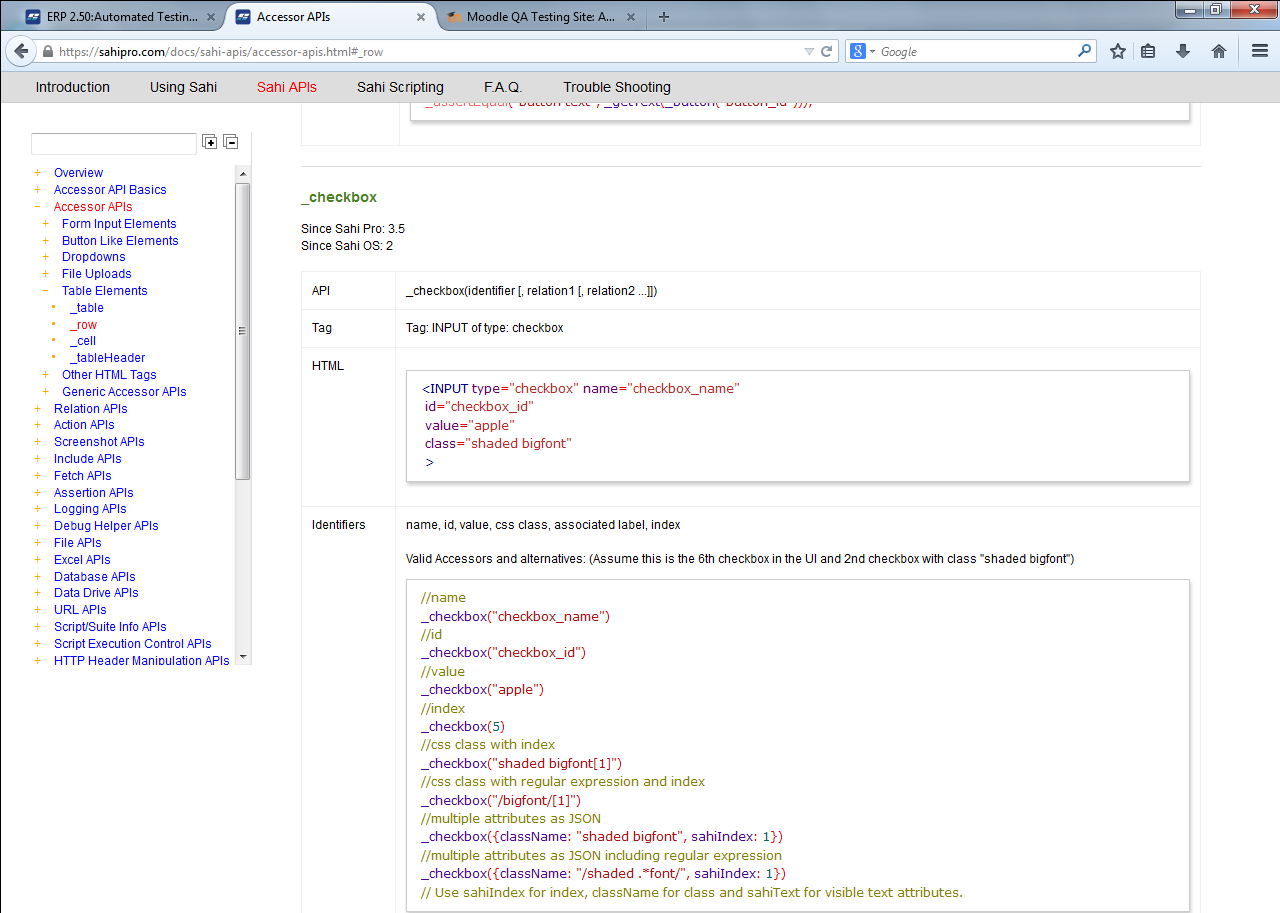 ERP 2.50:Automated Testin...
Accessor APIs
Moodle QA Testing Site: A...
https://sahipro.com/docs/sahi-apis/accessor-apis.html#_row
Google
Introduction
Using Sahi
Sahi APIs
Sahi Scripting
F.A.Q.
Trouble Shooting
Overview
Accessor API Basics
Accessor APIs
Form Input Elements
Button Like Elements
Dropdowns
File Uploads
Table Elements
_table
_row
_cell
_tableHeader
Other HTML Tags
Generic Accessor APIs
Relation APIs
Action APIs
Screenshot APIs
Include APIs
Fetch APIs
Assertion APIs
Logging APIs
Debug Helper APIs
File APIs
Excel APIs
Database APIs
Data Drive APIs
URL APIs
Script/Suite Info APIs
Script Execution Control APIs
HTTP Header Manipulation APIs
_assertEqual("Button text", _getText(_button("button_id")));
_checkbox
Since Sahi Pro: 3.5
Since Sahi OS: 2
API
_checkbox(identifier [, relation1 [, relation2 ...]])
Tag
Tag: INPUT of type: checkbox
HTML
<INPUT type="checkbox" name="checkbox_name"
id="checkbox_id"
value="apple"
class="shaded bigfont"
>
Identifiers
name, id, value, css class, associated label, index
Valid Accessors and alternatives: (Assume this is the 6th checkbox in the UI and 2nd checkbox with class "shaded bigfont")
//name
_checkbox("checkbox_name")
//id
_checkbox("checkbox_id")
//value
_checkbox("apple")
//index
_checkbox(5)
//css class with index
_checkbox("shaded bigfont[1]")
//css class with regular expression and index
_checkbox("/bigfont/[1]")
//multiple attributes as JSON
_checkbox({className: "shaded bigfont", sahiIndex: 1})
//multiple attributes as JSON including regular expression
_checkbox({className: "/shaded .*font/", sahiIndex: 1})
// Use sahiIndex for index, className for class and sahiText for visible text attributes.